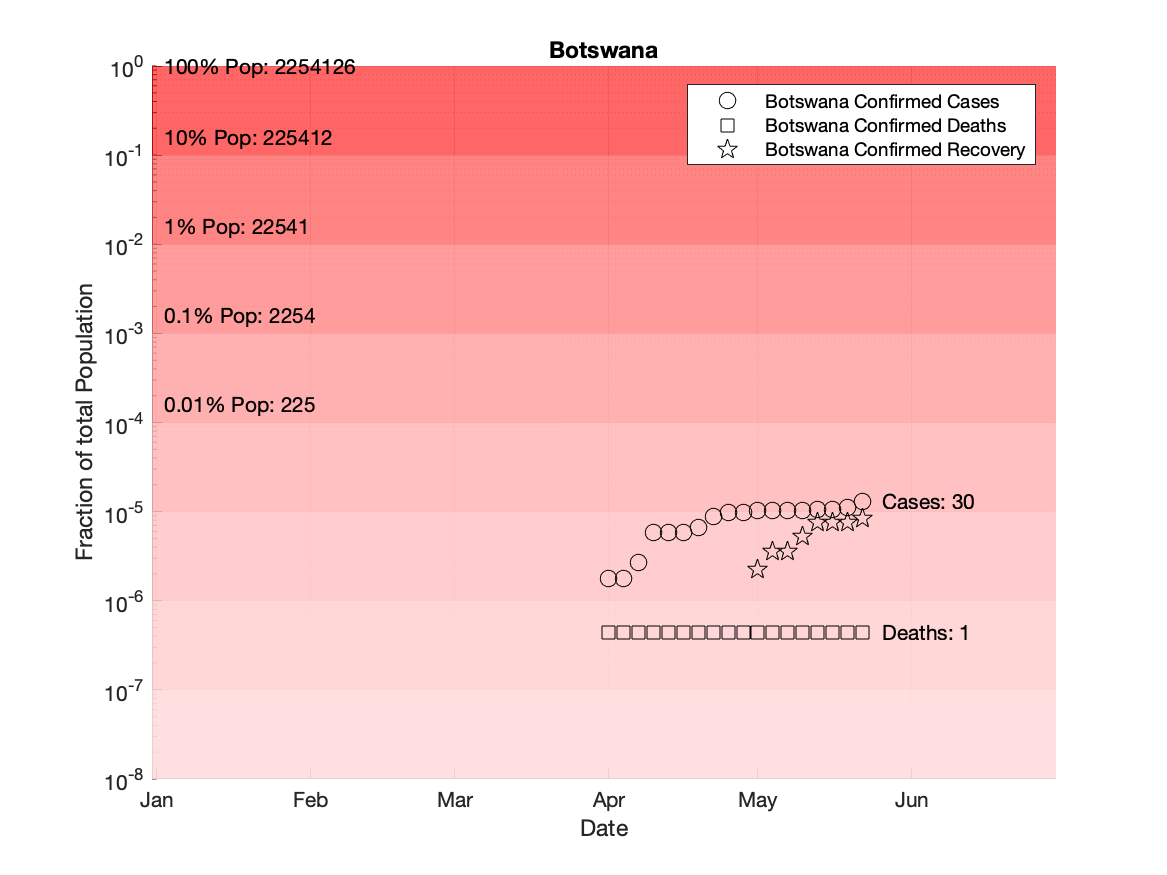 Botswana
10^0
100% Pop: 2254126
Botswana Confirmed Cases
Botswana Confirmed Deaths
Botswana Confirmed Recovery
10% Pop: 225412
10^-1
1% Pop: 22541
10^-2
0.1% Pop: 2254
10^-3
0.01% Pop: 225
10^-4
Fraction of total Population
Cases: 30
10^-5
10^-6
Deaths: 1
10^-7
10^-8
Jan Feb Mar Apr May Jun
Date